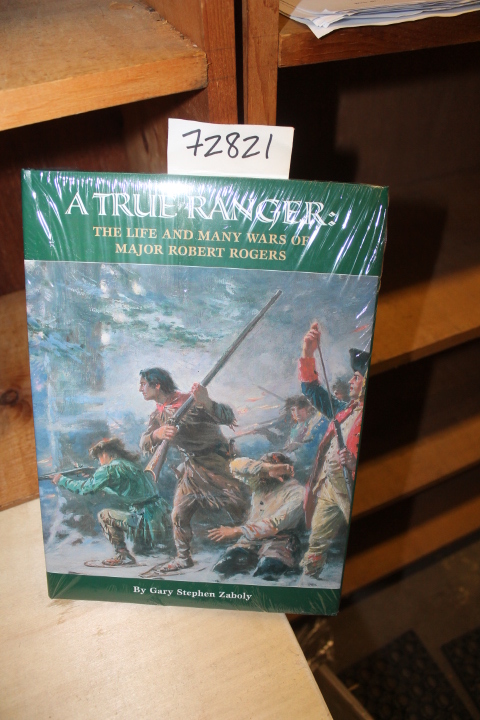 72821
A TRUE RANGER:
THE LIFE AND MANY WARS OF
MAJOR ROBERT ROGERS
By Gary Stephen Zaboly